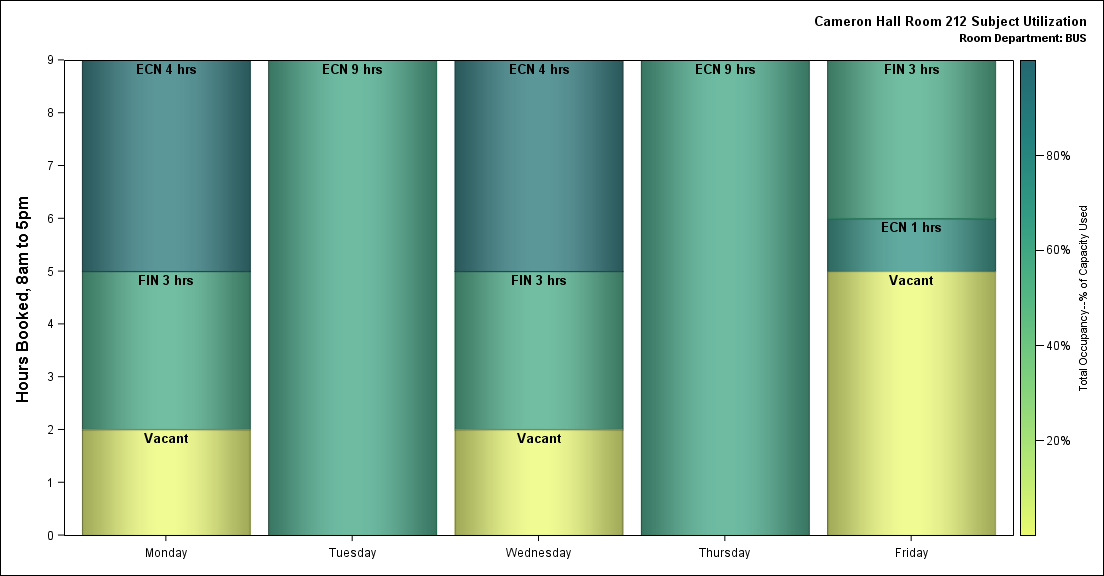 Cameron Hall Room 212 Subject Utilization
Room Department: BUS
Hours Booked, 8am to 5pm
9
8
7
6
5
4
3
2
1
0
ECN 4 hrs
FIN 3 hrs
Vacant
ECN 9 hrs
ECN 4 hrs
FIN 3 hrs
Vacant
ECN 9 hrs
FIN 3 hrs
ECN 1 hrs
Vacant
Monday
Tuesday
Wednesday
Thursday
Friday
80%
60%
40%
20%
Total Occupancy--% of Capacity Used